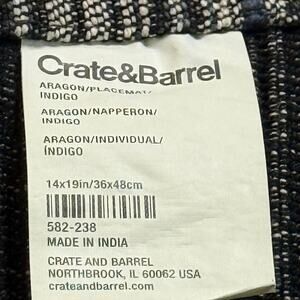 Crate&Barrel
ARAGON/PLACEMAT/
INDIGO
ARAGON/NAPPERON/
INDIGO
ARAGON/INDIVIDUAL/
INDIGO
14x19in/36x48cm
582-238
MADE IN INDIA
CRATE AND BARREL
NORTHBROOK, IL 60062 USA
crateandbarrel.com